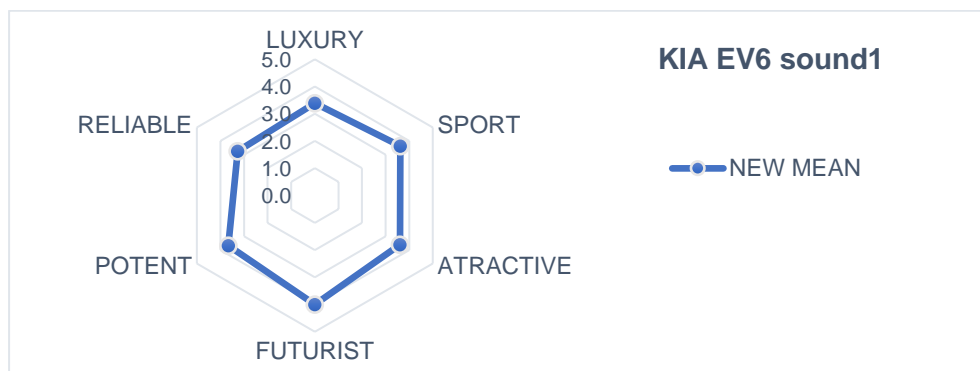 KIA EV6 sound1
LUXURY
5.0
4.0
3.0
2.0
1.0
0.0
SPORT
ATRACTIVE
FUTURIST
POTENT
RELIABLE
NEW MEAN